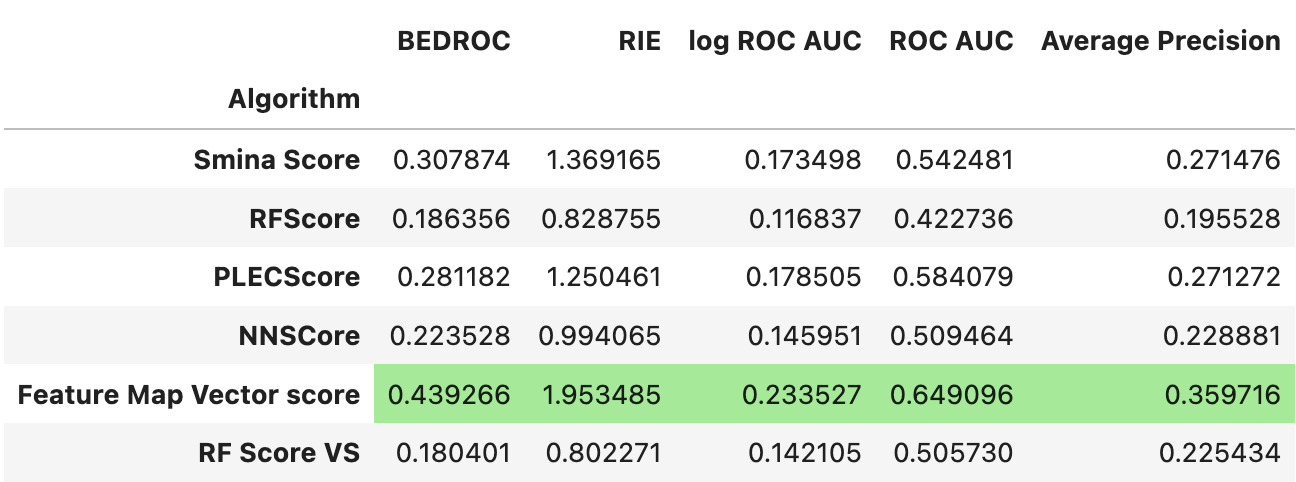 BEDROC RIE log ROC AUC ROC AUC Average Precision
Algorithm
Smina Score 0.307874 1.369165 0.173498 0.542481 0.271476
RFScore 0.186356 0.828755 0.116837 0.422736 0.195528
PLECScore 0.281182 1.250461 0.178505 0.584079 0.271272
NNSCore 0.223528 0.994065 0.145951 0.509464 0.228881
Feature Map Vector score 0.439266 1.953485 0.233527 0.649096 0.359716
RF Score VS 0.180401 0.802271 0.142105 0.505730 0.225434